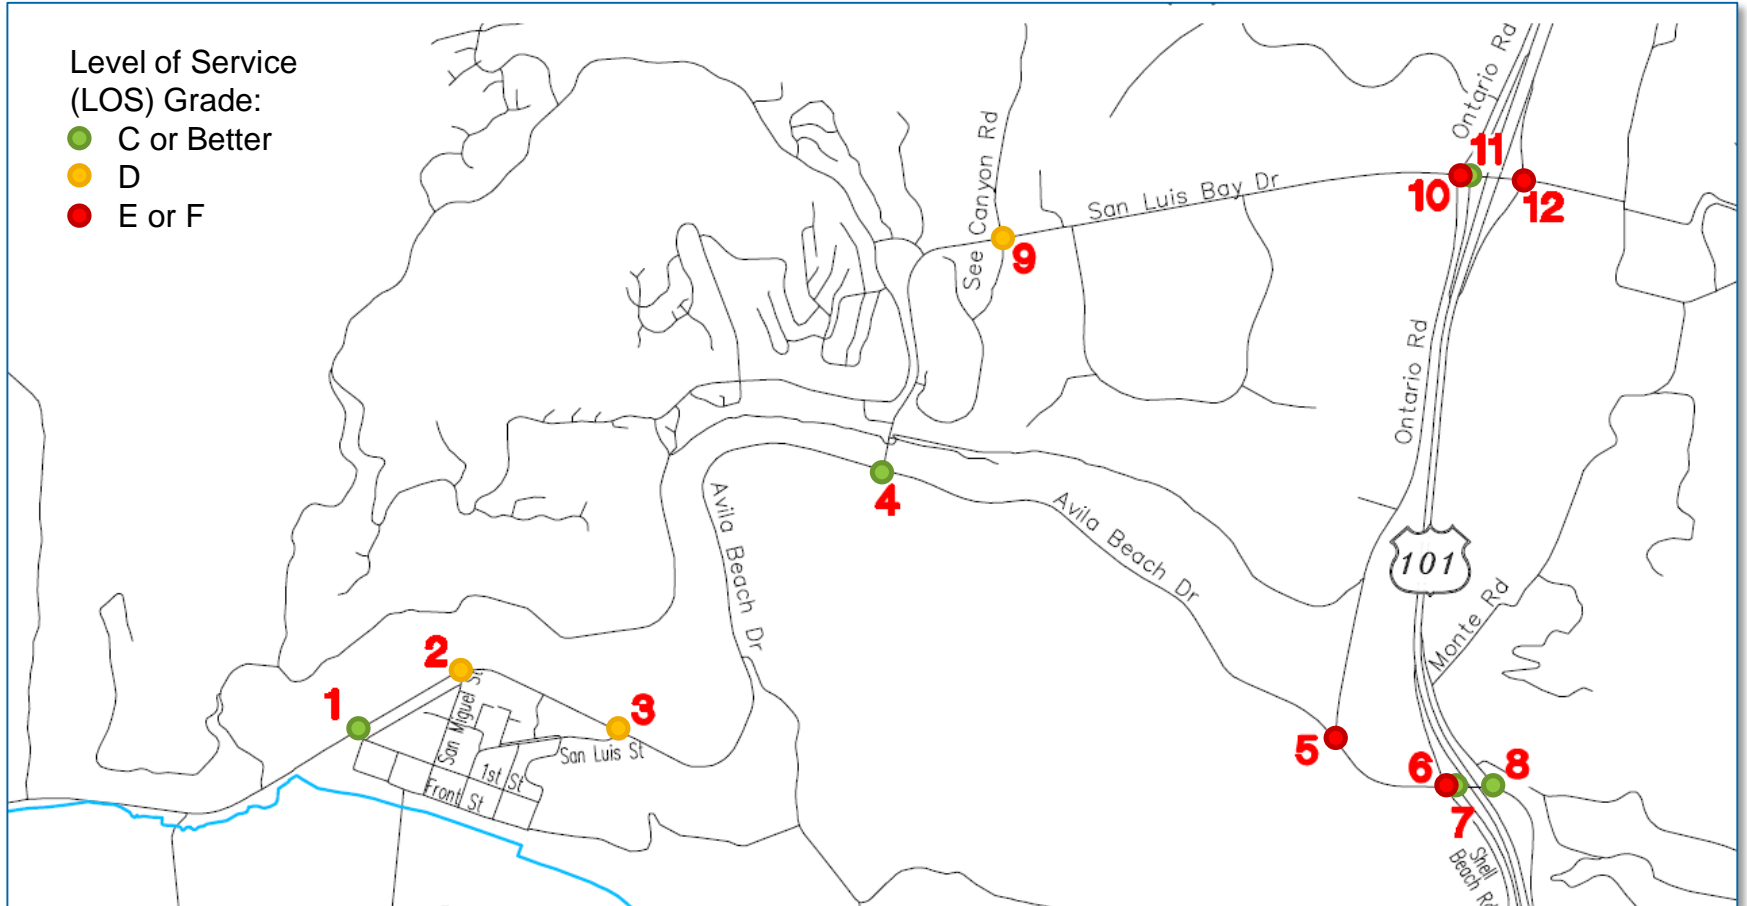 Level of Service
(LOS) Grade:
C or Better
D
E or F
Ontario Rd
See Canyon Rd
San Luis Bay Dr
11
10
12
9
Ontario Rd
4
Avila Beach Dr
Avila Beach Dr
101
Monte Rd
2
1
3
San Miguel St
San Luis St
1st St
Front St
5
6
8
7
Shell
Beach Rd